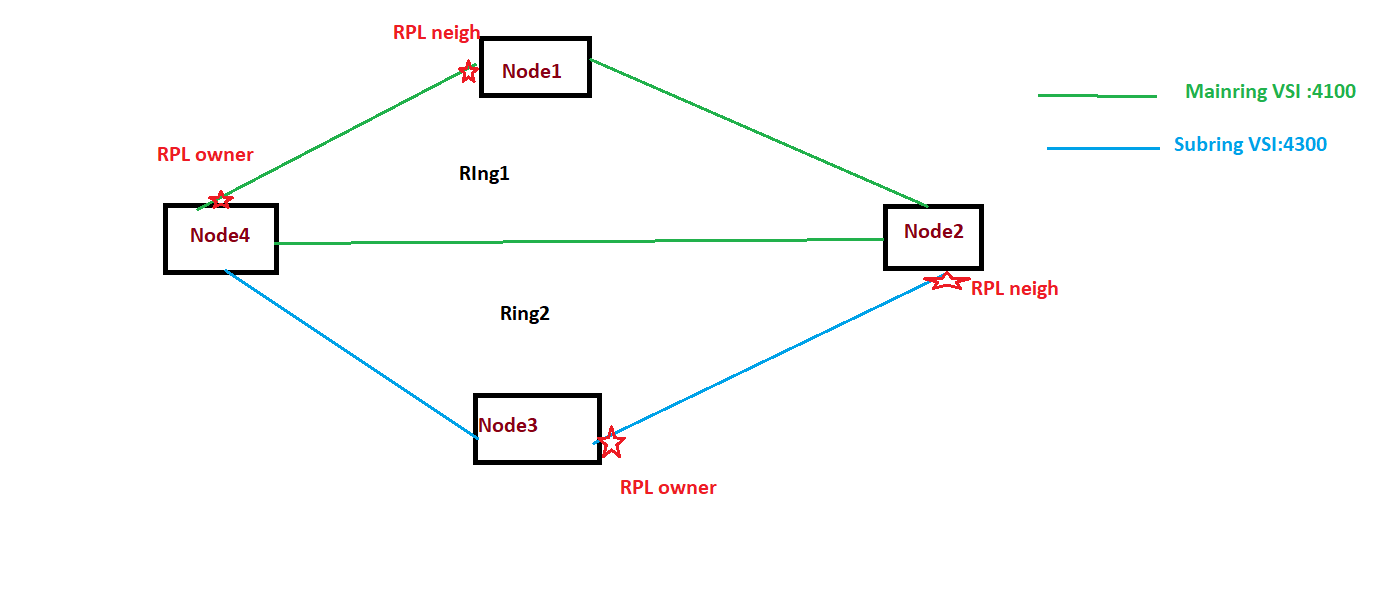 RPL neigh
Node1
Mainring VSI :4100
Subring VSI:4300
RPL owner
RIng1
Node4
Node2
RPL neigh
Ring2
Node3
RPL owner